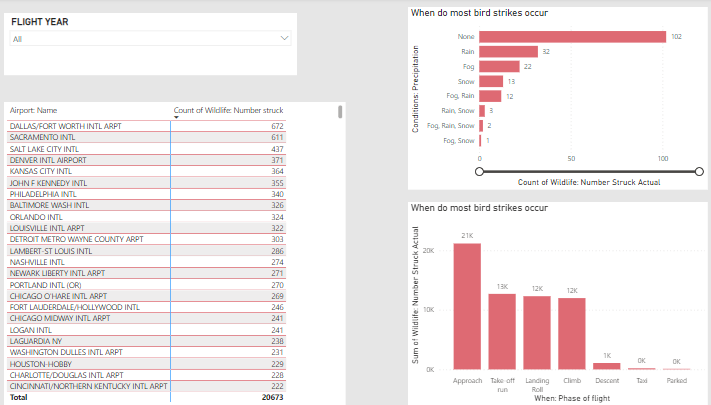 FLIGHT YEAR
All
Airport: Name Count of Wildlife: Number struck
DALLAS/FORT WORTH INTL ARPT 672
SACRAMENTO INTL 611
SALT LAKE CITY INTL 437
DENVER INTL AIRPORT 371
KANSAS CITY INTL 364
JOHN F KENNEDY INTL 355
PHILADELPHIA INTL 340
BALTIMORE WASH INTL 326
ORLANDO INTL 324
LOUISVILLE INTL ARPT 322
DETROIT METRO WAYNE COUNTY ARPT 303
LAMBERT-ST LOUIS INTL 286
NASHVILLE INTL 274
NEWARK LIBERTY INTL ARPT 271
PORTLAND INTL (OR) 270
CHICAGO O'HARE INTL ARPT 269
FORT LAUDERDALE/HOLLYWOOD INTL 246
CHICAGO MIDWAY INTL ARPT 241
LOGAN INTL 241
LAGUARDIA NY 238
WASHINGTON DULLES INTL ARPT 231
HOUSTON-HOBBY 229
CHARLOTTE/DOUGLAS INTL ARPT 228
CINCINNATI/NORTHERN KENTUCKY INTL ARPT 222
Total 20673
When do most bird strikes occur
Conditions: Precipitation
None 102
Rain 32
Fog 22
Snow 13
Fog, Rain 12
Rain, Snow 3
Fog, Rain, Snow 2
Fog, Snow 1
0 50 100
Count of Wildlife: Number Struck Actual
When do most bird strikes occur
Sum of Wildlife: Number Struck Actual
20K
10K
0K
21K 13K 12K 12K 1K 0K 0K
Approach Take-off run Landing Roll Climb Descent Taxi Parked
When: Phase of flight